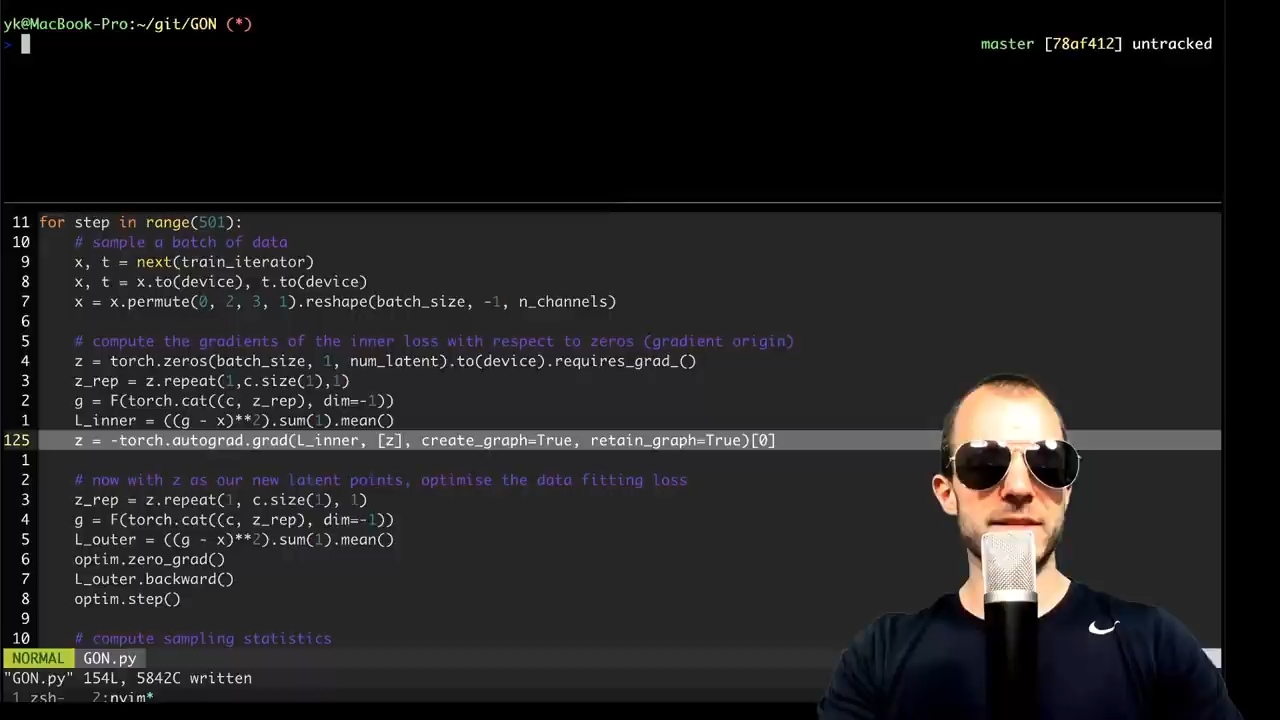 yk@MacBook-Pro:~/git/GON (*)
> master [78af412] untracked
11 for step in range(501):
10 # sample a batch of data
9 x, t = next(train_iterator)
8 x, t = x.to(device), t.to(device)
7 x = x.permute(0, 2, 3, 1).reshape(batch_size, -1, n_channels)
6
5 # compute the gradients of the inner loss with respect to zeros (gradient origin)
4 z = torch.zeros(batch_size, 1, num_latent).to(device).requires_grad_()
3 z_rep = z.repeat(1,c.size(1),1)
2 g = F(torch.cat((c, z_rep), dim=-1))
1 L_inner = ((g - x)**2).sum(1).mean()
125 z = -torch.autograd.grad(L_inner, [z], create_graph=True, retain_graph=True)[0]
1
2 # now with z as our new latent points, optimise the data fitting loss
3 z_rep = z.repeat(1, c.size(1), 1)
4 g = F(torch.cat((c, z_rep), dim=-1))
5 L_outer = ((g - x)**2).sum(1).mean()
6 optim.zero_grad()
7 L_outer.backward()
8 optim.step()
9
10 # compute sampling statistics
NORMAL GON.py
"GON.py" 154L, 5842C written
1 zsh- 2:nvim*